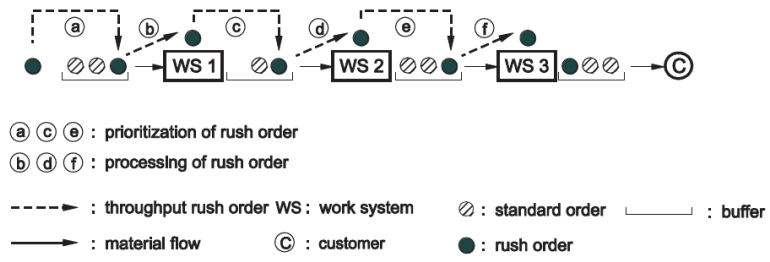 a b c d e f
WS 1 WS 2 WS 3 C
a c e : prioritization of rush order
b d f : processing of rush order
: throughput rush order WS : work system : standard order : buffer
: material flow C : customer : rush order